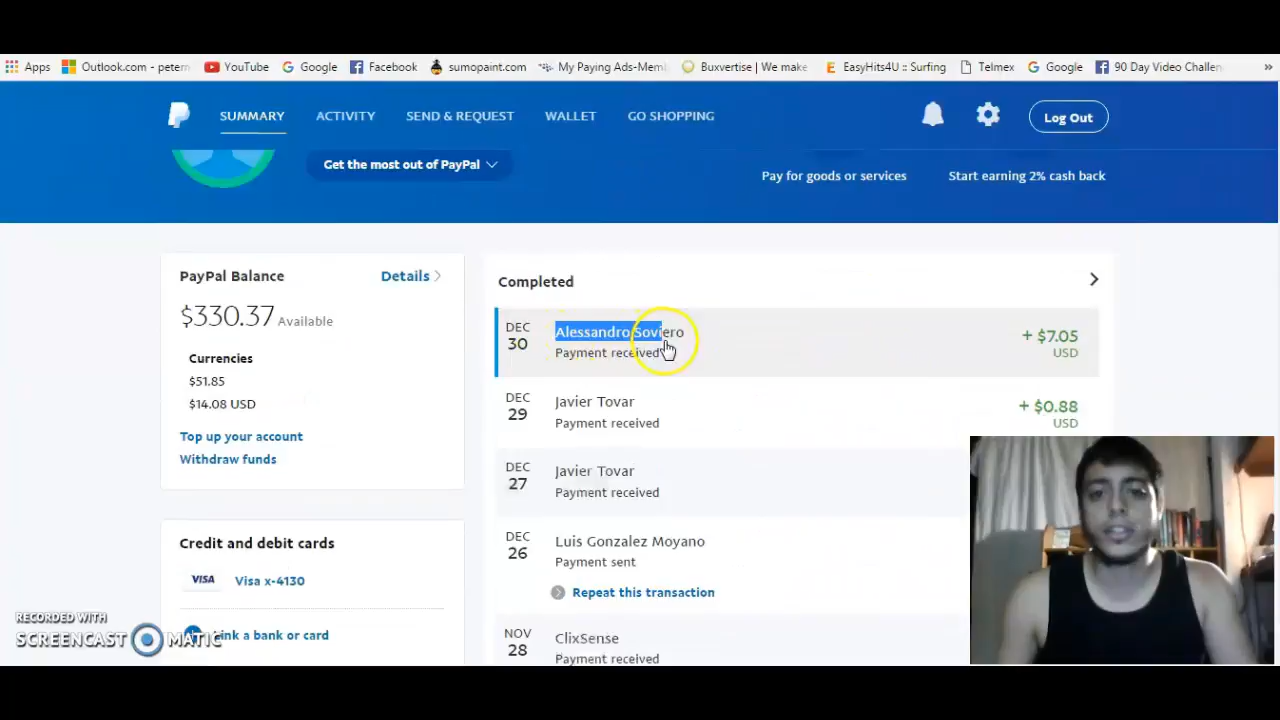 Apps Outlook.com - petern YouTube Google Facebook sumopaint.com My Paying Ads-Memb Buxvertise | We make EasyHits4U :: Surfing Telmex Google 90 Day Video Challen »
SUMMARY ACTIVITY SEND & REQUEST WALLET GO SHOPPING Log Out
Get the most out of PayPal
Pay for goods or services Start earning 2% cash back
PayPal Balance Details
$330.37 Available
Currencies
$51.85
$14.08 USD
Top up your account
Withdraw funds
Credit and debit cards
VISA Visa x-4130
ink a bank or card
Completed
DEC 30 Alessandro Soviero + $7.05
Payment received USD
DEC 29 Javier Tovar + $0.88
Payment received USD
DEC 27 Javier Tovar
Payment received
DEC 26 Luis Gonzalez Moyano
Payment sent
Repeat this transaction
NOV 28 ClixSense
Payment received
RECORDED WITH
SCREENCAST MATIC